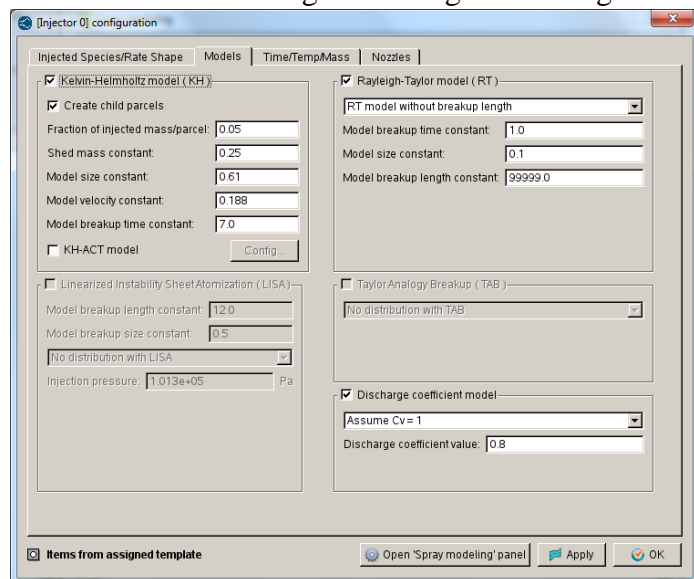 [Injector 0] configuration
Injected Species/Rate Shape Models Time/Temp/Mass Nozzles
Kelvin-Helmholtz model ( KH )
Create child parcels
Fraction of injected mass/parcel: 0.05
Shed mass constant: 0.25
Model size constant: 0.61
Model velocity constant: 0.188
Model breakup time constant: 7.0
KH-ACT model Config...
Rayleigh-Taylor model ( RT )
RT model without breakup length
Model breakup time constant: 1.0
Model size constant: 0.1
Model breakup length constant: 99999.0
Linearized Instability Sheet Atomization ( LISA )
Model breakup length constant: 12.0
Model breakup size constant: 0.5
No distribution with LISA
Injection pressure: 1.013e+05 Pa
Taylor Analogy Breakup ( TAB )
No distribution with TAB
Discharge coefficient model
Assume Cv = 1
Discharge coefficient value: 0.8
Items from assigned template Open 'Spray modeling' panel Apply OK